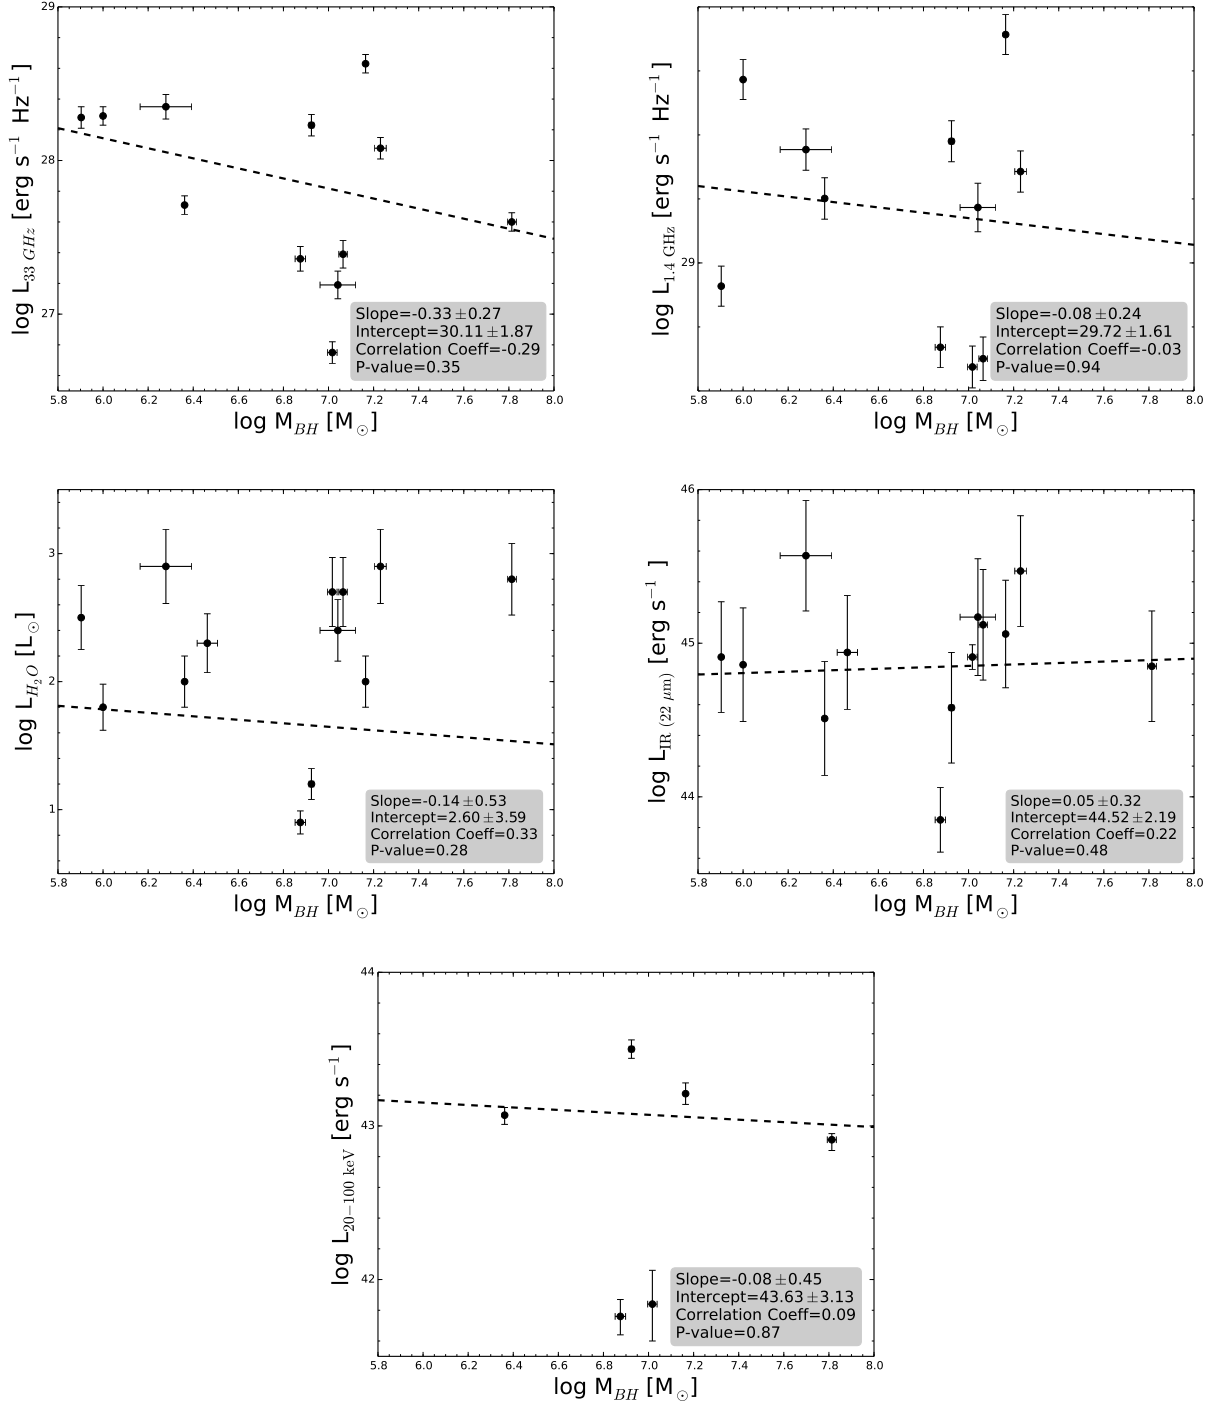 29
28
27
log L33 GHz [erg s−1 Hz−1]
Slope=-0.33±0.27
Intercept=30.11±1.87
Correlation Coeff=-0.29
P-value=0.35
5.8 6.0 6.2 6.4 6.6 6.8 7.0 7.2 7.4 7.6 7.8 8.0
log MBH [M⊙]
29
log L1.4 GHz [erg s−1 Hz−1]
Slope=-0.08±0.24
Intercept=29.72±1.61
Correlation Coeff=-0.03
P-value=0.94
5.8 6.0 6.2 6.4 6.6 6.8 7.0 7.2 7.4 7.6 7.8 8.0
log MBH [M⊙]
3
2
1
log LH2O [L⊙]
Slope=-0.14±0.53
Intercept=2.60±3.59
Correlation Coeff=0.33
P-value=0.28
5.8 6.0 6.2 6.4 6.6 6.8 7.0 7.2 7.4 7.6 7.8 8.0
log MBH [M⊙]
46
45
44
log LIR (22 μm) [erg s−1 ]
Slope=0.05±0.32
Intercept=44.52±2.19
Correlation Coeff=0.22
P-value=0.48
5.8 6.0 6.2 6.4 6.6 6.8 7.0 7.2 7.4 7.6 7.8 8.0
log MBH [M⊙]
44
43
42
log L20−100 keV [erg s−1 ]
Slope=-0.08±0.45
Intercept=43.63±3.13
Correlation Coeff=0.09
P-value=0.87
5.8 6.0 6.2 6.4 6.6 6.8 7.0 7.2 7.4 7.6 7.8 8.0
log MBH [M⊙]